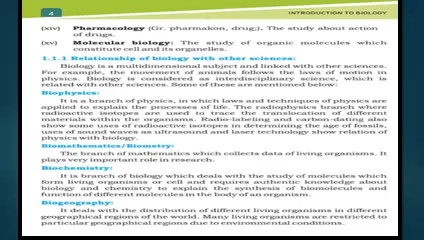 4
INTRODUCTION TO BIOLOGY
(xiv) Pharmacology (Gr. pharmakon, drug;). The study about action
of drugs.
(xv) Molecular biology: The study of organic molecules which
constitute cell and its organelles.
1.1.1 Relationship of biology with other sciences:
Biology is a multidimensional subject and linked with other sciences.
For example, the movement of animals follows the laws of motion in
physics. Biology is considered as interdisciplinary science, which is
related with other sciences. Some of these are mentioned below:
Biophysics:
It is a branch of physics, in which laws and techniques of physics are
applied to explain the processes of life. The radiophysics branch where
radioactive isotopes are used to trace the translocation of different
materials within the organisms. Radio-labeling and carbon-dating also
show some uses of radioactive isotopes in determining the age of fossils,
uses of sound waves as ultrasound and laser technology show relation of
physics with biology.
Biomathematics/Biometry:
The branch of mathematics which collects data of living organisms. It
plays very important role in research.
Biochemistry:
It is branch of biology which deals with the study of molecules which
form living organisms or cell and requires authentic knowledge about
biology and chemistry to explain the synthesis of biomolecules and
function of different molecules in the body of an organism.
Biogeography:
It deals with the distribution of different living organisms in different
geographical regions of the world. Many living organisms are restricted to
particular geographical regions due to environmental conditions.